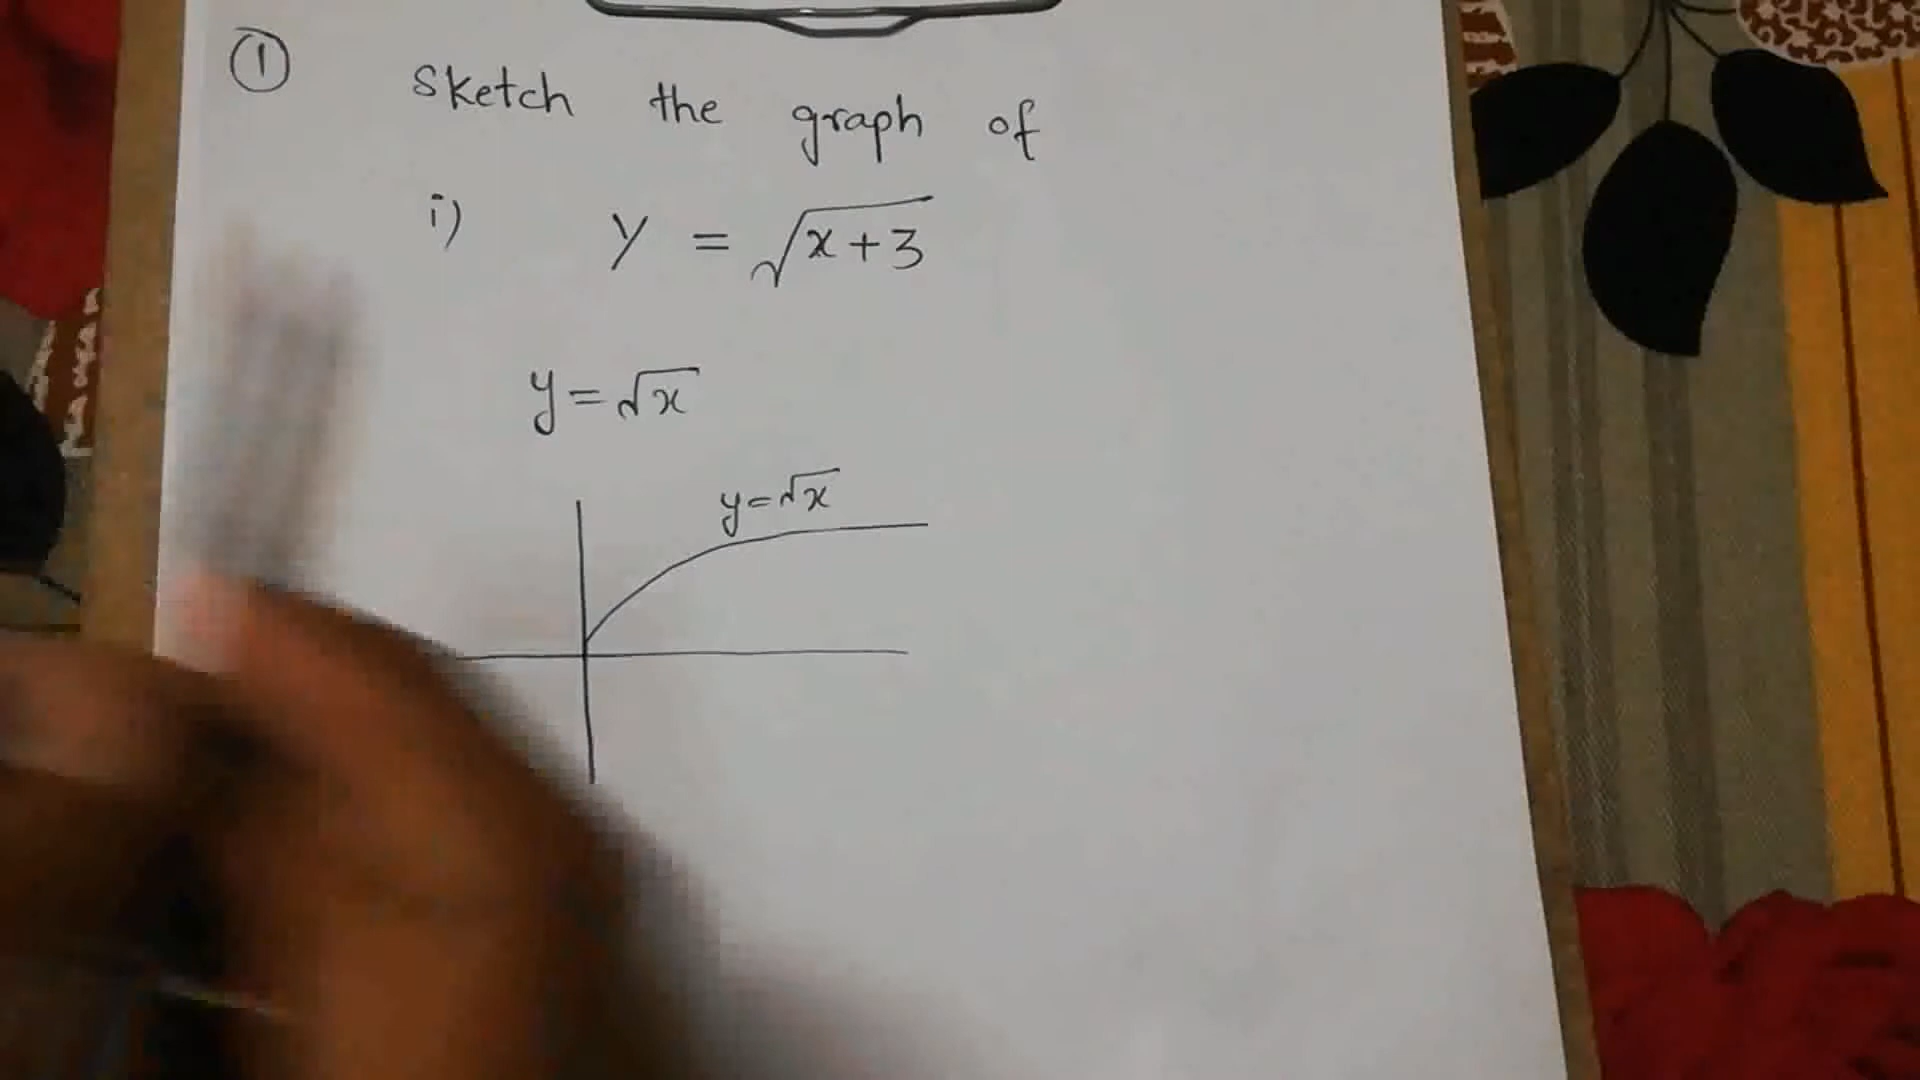 ① Sketch the graph of
i) y = √(x+3)
y = √x
y = √x